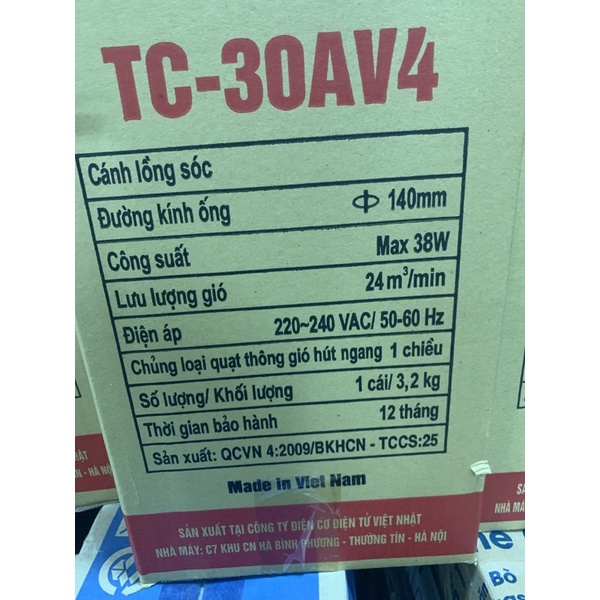 TC-30AV4
Cánh lồng sóc
Đường kính ống Φ 140mm
Công suất Max 38W
Lưu lượng gió 24m³/min
Điện áp 220~240 VAC/ 50-60 Hz
Chủng loại quạt thông gió hút ngang 1 chiều
Số lượng/ Khối lượng 1 cái/ 3,2 kg
Thời gian bảo hành 12 tháng
Sản xuất: QCVN 4:2009/BKHCN - TCCS:25
Made in Viet Nam
SẢN XUẤT TẠI CÔNG TY ĐIỆN CƠ ĐIỆN TỬ VIỆT NHẬT
NHÀ MÁY: C7 KHU CN HÀ BÌNH PHƯƠNG - THƯỜNG TÍN - HÀ NỘI
NHÀ MÁ
Bò